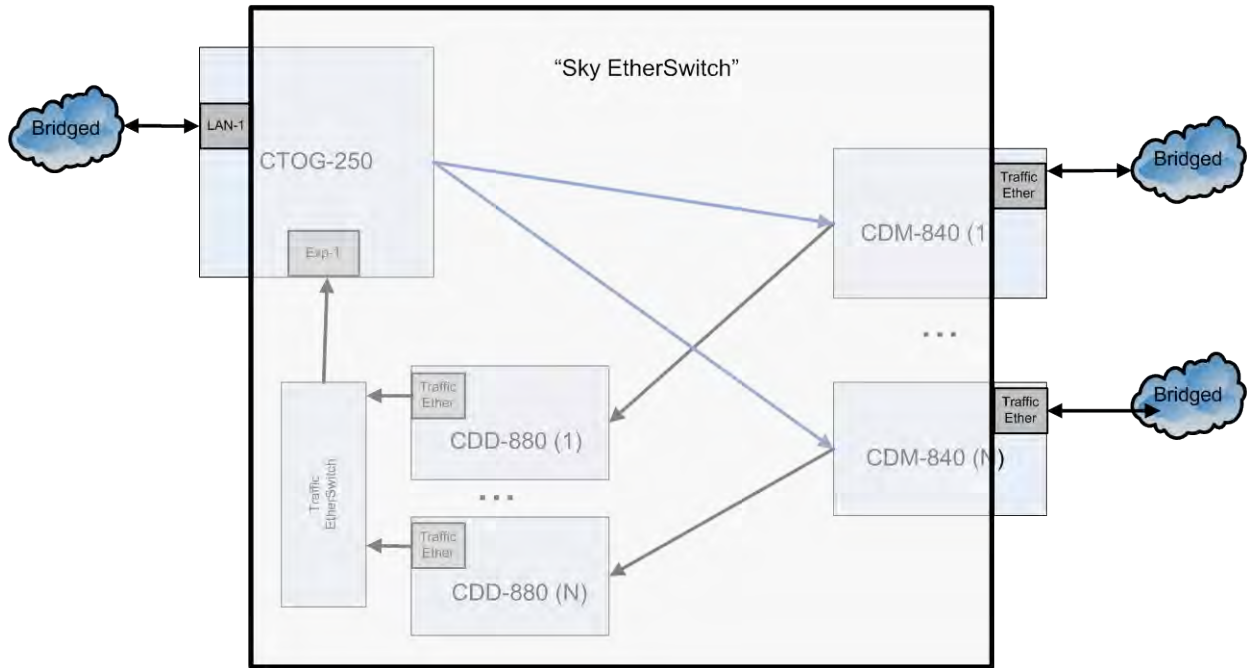 “Sky EtherSwitch”
Bridged
LAN-1
CTOG-250
Exp-1
Traffic
Ether
CDM-840 (1
Bridged
...
Traffic
Ether
CDM-840 (N)
Bridged
Traffic
EtherSwitch
Traffic
Ether
CDD-880 (1)
...
Traffic
Ether
CDD-880 (N)